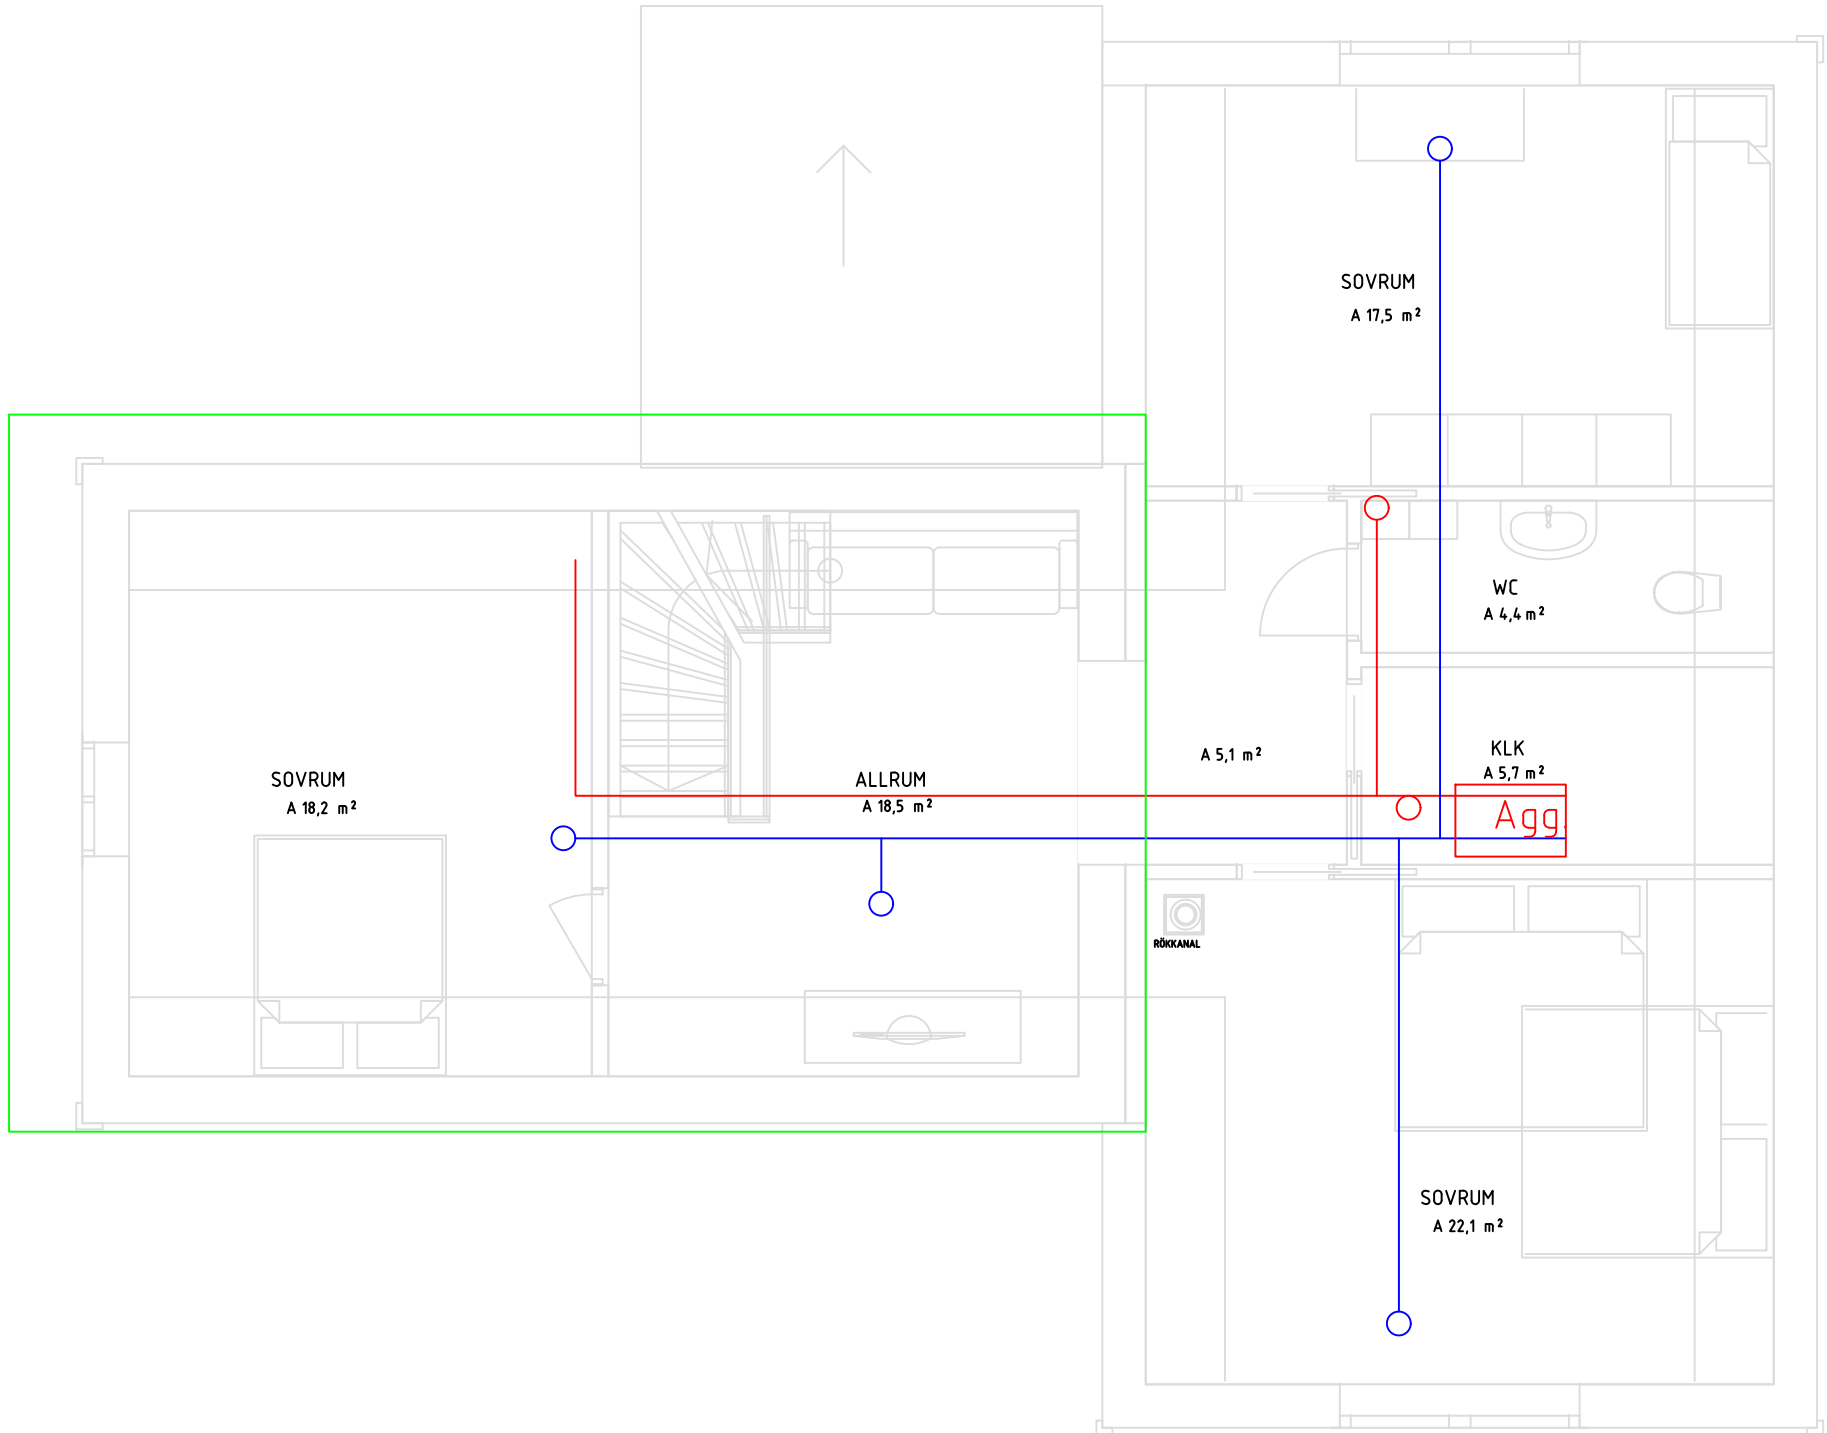 SOVRUM
A 17,5 m²
WC
A 4,4 m²
A 5,1 m²
KLK
A 5,7 m²
SOVRUM
A 18,2 m²
ALLRUM
A 18,5 m²
Agg.
RÖKKANAL
SOVRUM
A 22,1 m²